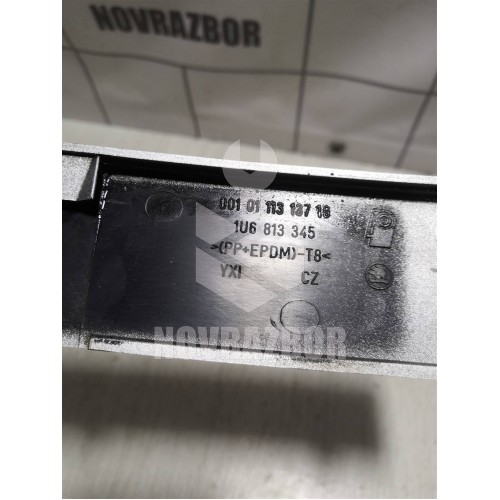 NOVRAZBOR
001 01 113 137 18
1U6 813 345
>(PP+EPDM)-T8<
YXI CZ
NOVRAZBOR